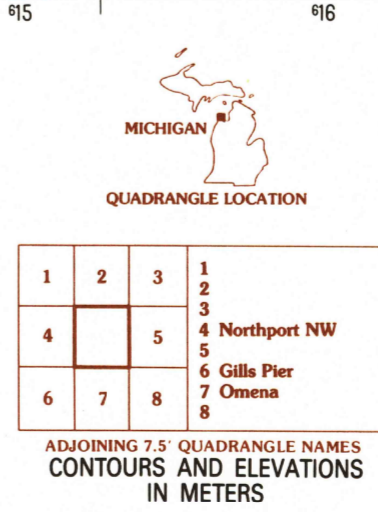 ⁶15 ⁶16
MICHIGAN
QUADRANGLE LOCATION
1 2 3
4 5
6 7 8
1
2
3
4 Northport NW
5
6 Gills Pier
7 Omena
8
ADJOINING 7.5′ QUADRANGLE NAMES
CONTOURS AND ELEVATIONS
IN METERS